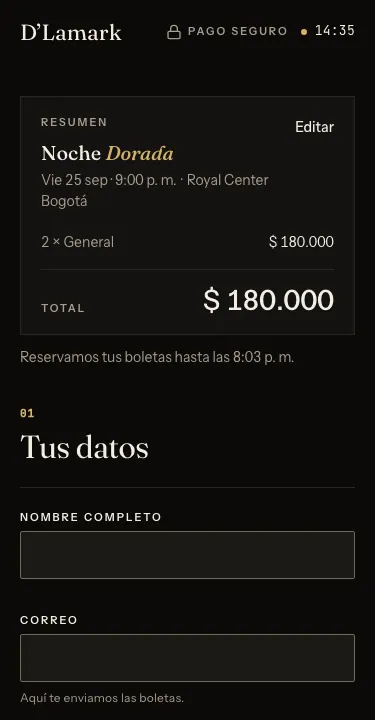 D'Lamark
PAGO SEGURO
14:35
RESUMEN
Editar
Noche Dorada
Vie 25 sep · 9:00 p. m. · Royal Center
Bogotá
2 × General
$ 180.000
TOTAL
$ 180.000
Reservamos tus boletas hasta las 8:03 p. m.
01
Tus datos
NOMBRE COMPLETO
CORREO
Aquí te enviamos las boletas.